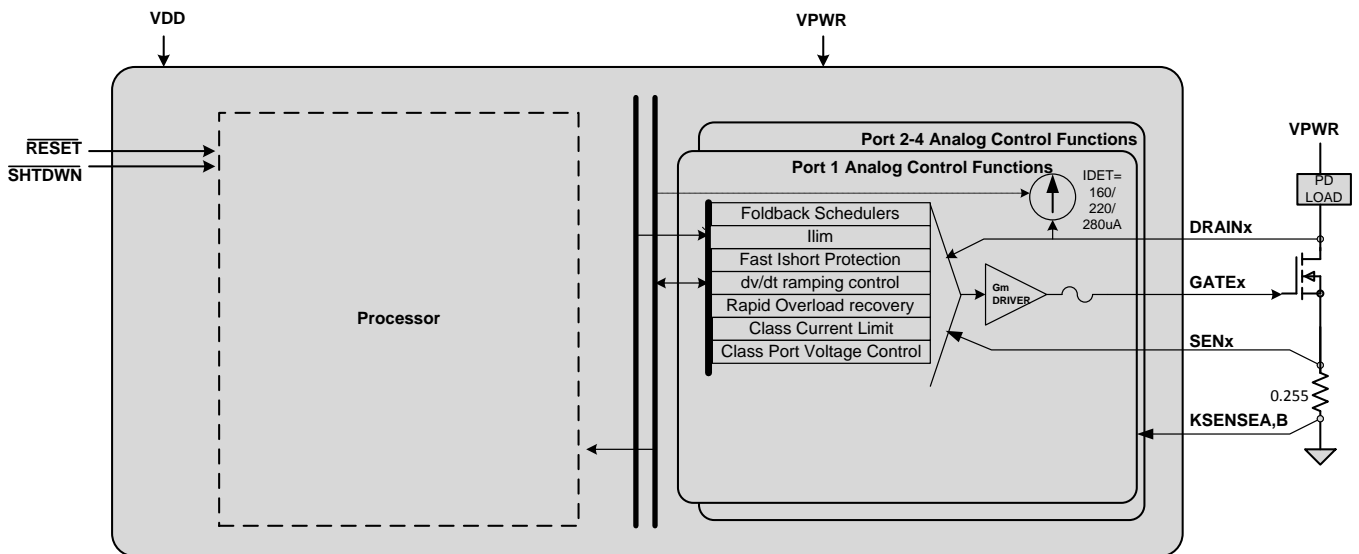 VDD
VPWR
RESET
SHTDWN
Processor
Port 2-4 Analog Control Functions
Port 1 Analog Control Functions
IDET=
160/
220/
280uA
Foldback Schedulers
Ilim
Fast Ishort Protection
dv/dt ramping control
Rapid Overload recovery
Class Current Limit
Class Port Voltage Control
Gm
DRIVER
VPWR
PD
LOAD
DRAINx
GATEx
SENx
0.255
KSENSEA,B